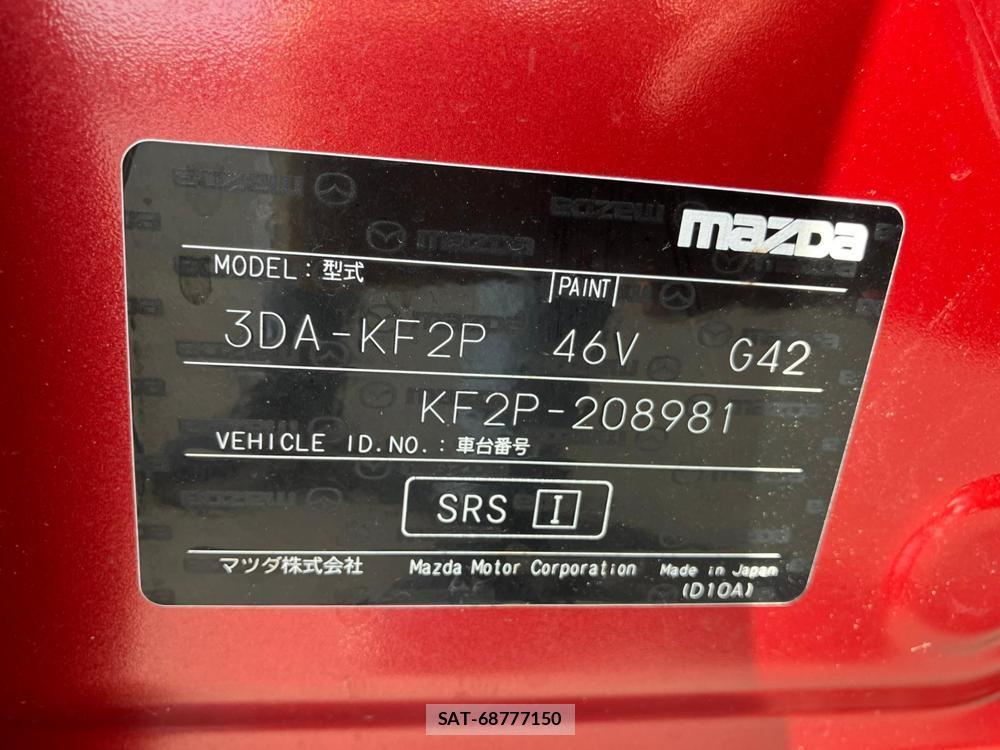 mazda
MODEL : 型式 PAINT
3DA-KF2P 46V G42
KF2P-208981
VEHICLE ID.NO. : 車台番号
SRS I
マツダ株式会社 Mazda Motor Corporation Made in Japan
(D10A)
SAT-68777150